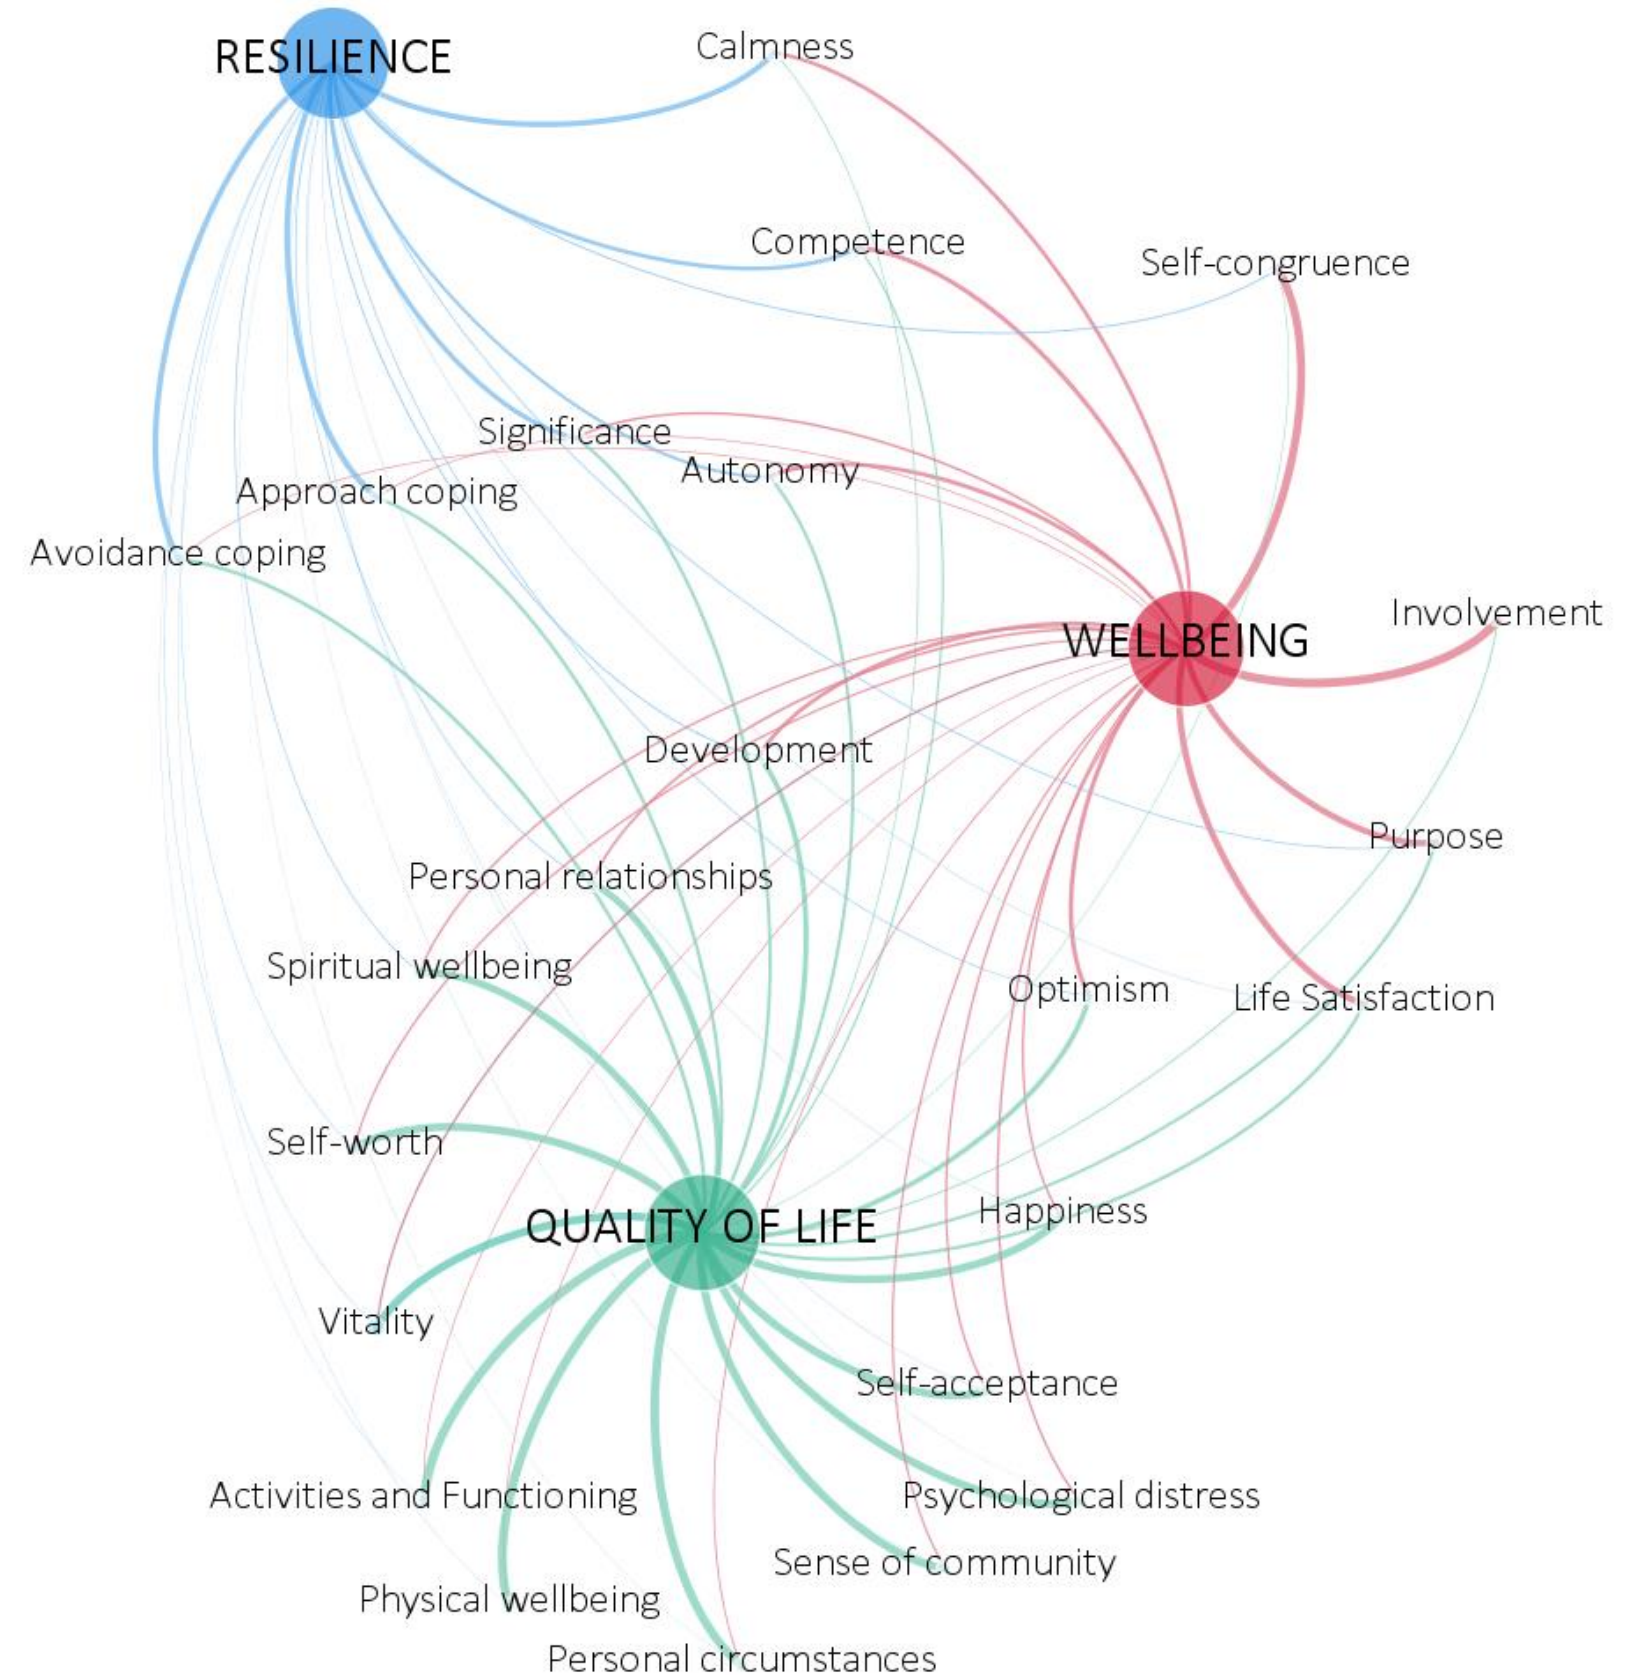 RESILIENCE
Calmness
Competence
Self-congruence
Significance
Autonomy
Approach coping
Avoidance coping
Involvement
WELLBEING
Development
Purpose
Personal relationships
Spiritual wellbeing
Optimism
Life Satisfaction
Self-worth
Happiness
QUALITY OF LIFE
Vitality
Self-acceptance
Activities and Functioning
Psychological distress
Sense of community
Physical wellbeing
Personal circumstances